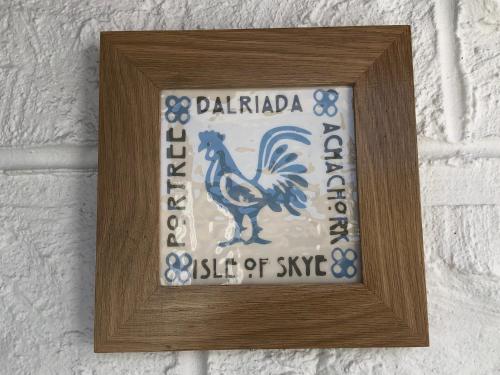 DALRIADA
ACHACHORK
PORTREE
ISLE OF SKYE